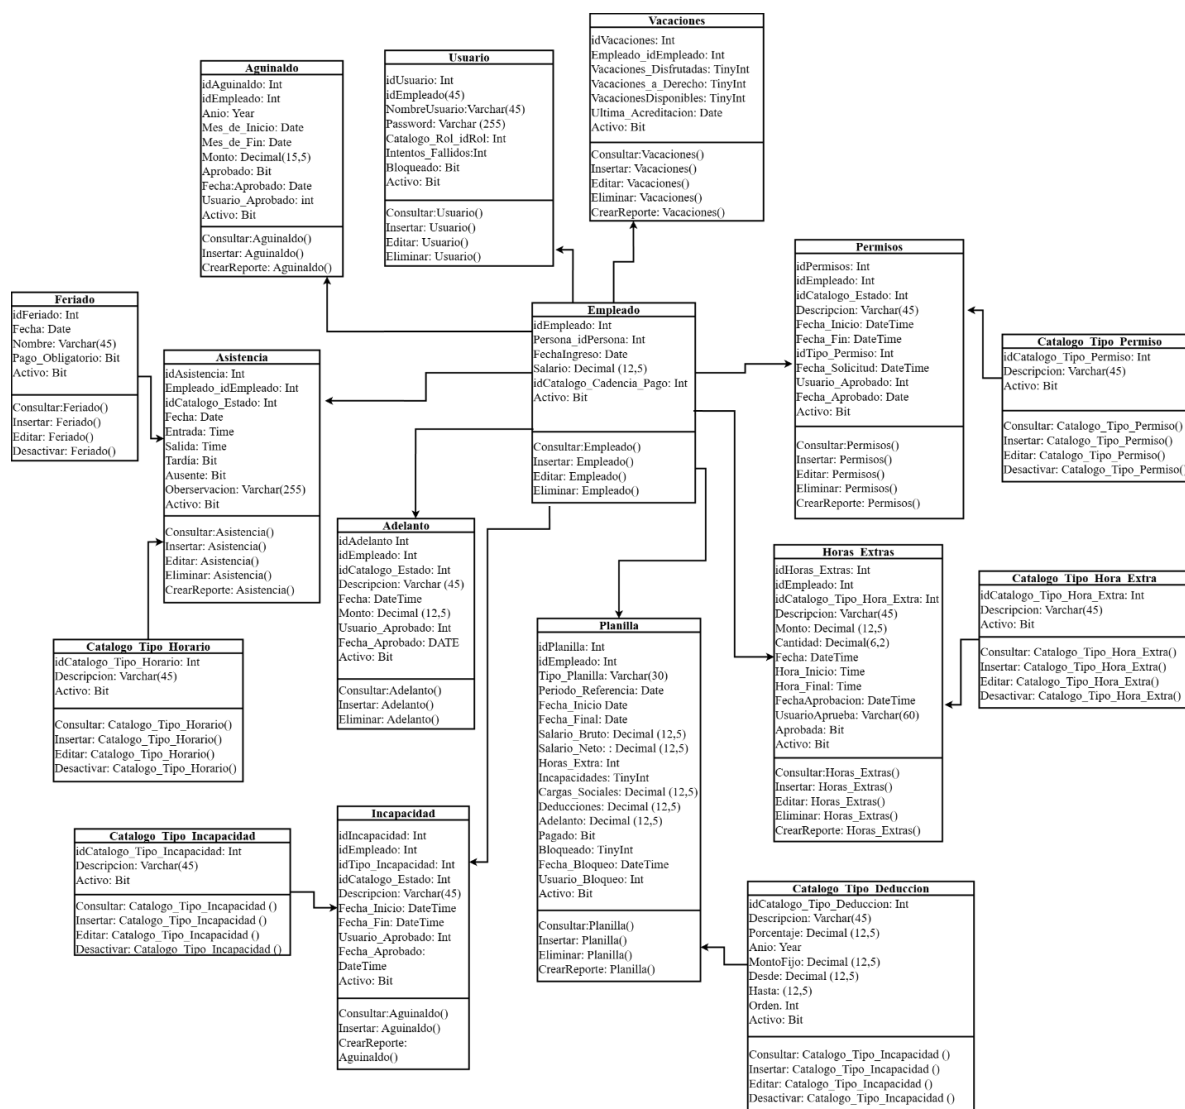 Vacaciones
idVacaciones: Int
Empleado_idEmpleado: Int
Vacaciones_Disfrutadas: TinyInt
Vacaciones_a_Derecho: TinyInt
VacacionesDisponibles: TinyInt
Ultima_Acreditacion: Date
Activo: Bit
Consultar:Vacaciones()
Insertar: Vacaciones()
Editar: Vacaciones()
Eliminar: Vacaciones()
CrearReporte: Vacaciones()
Usuario
idUsuario: Int
idEmpleado(45)
NombreUsuario:Varchar(45)
Password: Varchar (255)
Catalogo_Rol_idRol: Int
Intentos_Fallidos:Int
Bloqueado: Bit
Activo: Bit
Consultar:Usuario()
Insertar: Usuario()
Editar: Usuario()
Eliminar: Usuario()
Aguinaldo
idAguinaldo: Int
idEmpleado: Int
Anio: Year
Mes_de_Inicio: Date
Mes_de_Fin: Date
Monto: Decimal(15,5)
Aprobado: Bit
Fecha:Aprobado: Date
Usuario_Aprobado: int
Activo: Bit
Consultar:Aguinaldo()
Insertar: Aguinaldo()
CrearReporte: Aguinaldo()
Permisos
idPermisos: Int
idEmpleado: Int
idCatalogo_Estado: Int
Descripcion: Varchar(45)
Fecha_Inicio: DateTime
Fecha_Fin: DateTime
idTipo_Permiso: Int
Fecha_Solicitud: DateTime
Usuario_Aprobado: Int
Fecha_Aprobado: Date
Activo: Bit
Consultar:Permisos()
Insertar: Permisos()
Editar: Permisos()
Eliminar: Permisos()
CrearReporte: Permisos()
Feriado
idFeriado: Int
Fecha: Date
Nombre: Varchar(45)
Pago_Obligatorio: Bit
Activo: Bit
Consultar:Feriado()
Insertar: Feriado()
Editar: Feriado()
Desactivar: Feriado()
Empleado
idEmpleado: Int
Persona_idPersona: Int
FechaIngreso: Date
Salario: Decimal (12,5)
idCatalogo_Cadencia_Pago: Int
Activo: Bit
Consultar:Empleado()
Insertar: Empleado()
Editar: Empleado()
Eliminar: Empleado()
Catalogo_Tipo_Permiso
idCatalogo_Tipo_Permiso: Int
Descripcion: Varchar(45)
Activo: Bit
Consultar: Catalogo_Tipo_Permiso()
Insertar: Catalogo_Tipo_Permiso()
Editar: Catalogo_Tipo_Permiso()
Desactivar: Catalogo_Tipo_Permiso()
Asistencia
idAsistencia: Int
Empleado_idEmpleado: Int
idCatalogo_Estado: Int
Fecha: Date
Entrada: Time
Salida: Time
Tardía: Bit
Ausente: Bit
Oberservacion: Varchar(255)
Activo: Bit
Consultar:Asistencia()
Insertar: Asistencia()
Editar: Asistencia()
Eliminar: Asistencia()
CrearReporte: Asistencia()
Adelanto
idAdelanto Int
idEmpleado: Int
idCatalogo_Estado: Int
Descripcion: Varchar (45)
Fecha: DateTime
Monto: Decimal (12,5)
Usuario_Aprobado: Int
Fecha_Aprobado: DATE
Activo: Bit
Consultar:Adelanto()
Insertar: Adelanto()
Eliminar: Adelanto()
Horas_Extras
idHoras_Extras: Int
idEmpleado: Int
idCatalogo_Tipo_Hora_Extra: Int
Descripcion: Varchar(45)
Monto: Decimal (12,5)
Cantidad: Decimal(6,2)
Fecha: DateTime
Hora_Inicio: Time
Hora_Final: Time
FechaAprobacion: DateTime
UsuarioAprueba: Varchar(60)
Aprobada: Bit
Activo: Bit
Consultar:Horas_Extras()
Insertar: Horas_Extras()
Editar: Horas_Extras()
Eliminar: Horas_Extras()
CrearReporte: Horas_Extras()
Catalogo_Tipo_Hora_Extra
idCatalogo_Tipo_Hora_Extra: Int
Descripcion: Varchar(45)
Activo: Bit
Consultar: Catalogo_Tipo_Hora_Extra()
Insertar: Catalogo_Tipo_Hora_Extra()
Editar: Catalogo_Tipo_Hora_Extra()
Desactivar: Catalogo_Tipo_Hora_Extra()
Catalogo_Tipo_Horario
idCatalogo_Tipo_Horario: Int
Descripcion: Varchar(45)
Activo: Bit
Consultar: Catalogo_Tipo_Horario()
Insertar: Catalogo_Tipo_Horario()
Editar: Catalogo_Tipo_Horario()
Desactivar: Catalogo_Tipo_Horario()
Planilla
idPlanilla: Int
idEmpleado: Int
Tipo_Planilla: Varchar(30)
Periodo_Referencia: Date
Fecha_Inicio Date
Fecha_Final: Date
Salario_Bruto: Decimal (12,5)
Salario_Neto: : Decimal (12,5)
Horas_Extra: Int
Incapacidades: TinyInt
Cargas_Sociales: Decimal (12,5)
Deducciones: Decimal (12,5)
Adelanto: Decimal (12,5)
Pagado: Bit
Bloqueado: TinyInt
Fecha_Bloqueo: DateTime
Usuario_Bloqueo: Int
Activo: Bit
Consultar:Planilla()
Insertar: Planilla()
Eliminar: Planilla()
CrearReporte: Planilla()
Incapacidad
idIncapacidad: Int
idEmpleado: Int
idTipo_Incapacidad: Int
idCatalogo_Estado: Int
Descripcion: Varchar(45)
Fecha_Inicio: DateTime
Fecha_Fin: DateTime
Usuario_Aprobado: Int
Fecha_Aprobado:
DateTime
Activo: Bit
Consultar:Aguinaldo()
Insertar: Aguinaldo()
CrearReporte:
Aguinaldo()
Catalogo_Tipo_Incapacidad
idCatalogo_Tipo_Incapacidad: Int
Descripcion: Varchar(45)
Activo: Bit
Consultar: Catalogo_Tipo_Incapacidad ()
Insertar: Catalogo_Tipo_Incapacidad ()
Editar: Catalogo_Tipo_Incapacidad ()
Desactivar: Catalogo_Tipo_Incapacidad ()
Catalogo_Tipo_Deduccion
idCatalogo_Tipo_Deduccion: Int
Descripcion: Varchar(45)
Porcentaje: Decimal (12,5)
Anio: Year
MontoFijo: Decimal (12,5)
Desde: Decimal (12,5)
Hasta: (12,5)
Orden. Int
Activo: Bit
Consultar: Catalogo_Tipo_Incapacidad ()
Insertar: Catalogo_Tipo_Incapacidad ()
Editar: Catalogo_Tipo_Incapacidad ()
Desactivar: Catalogo_Tipo_Incapacidad ()